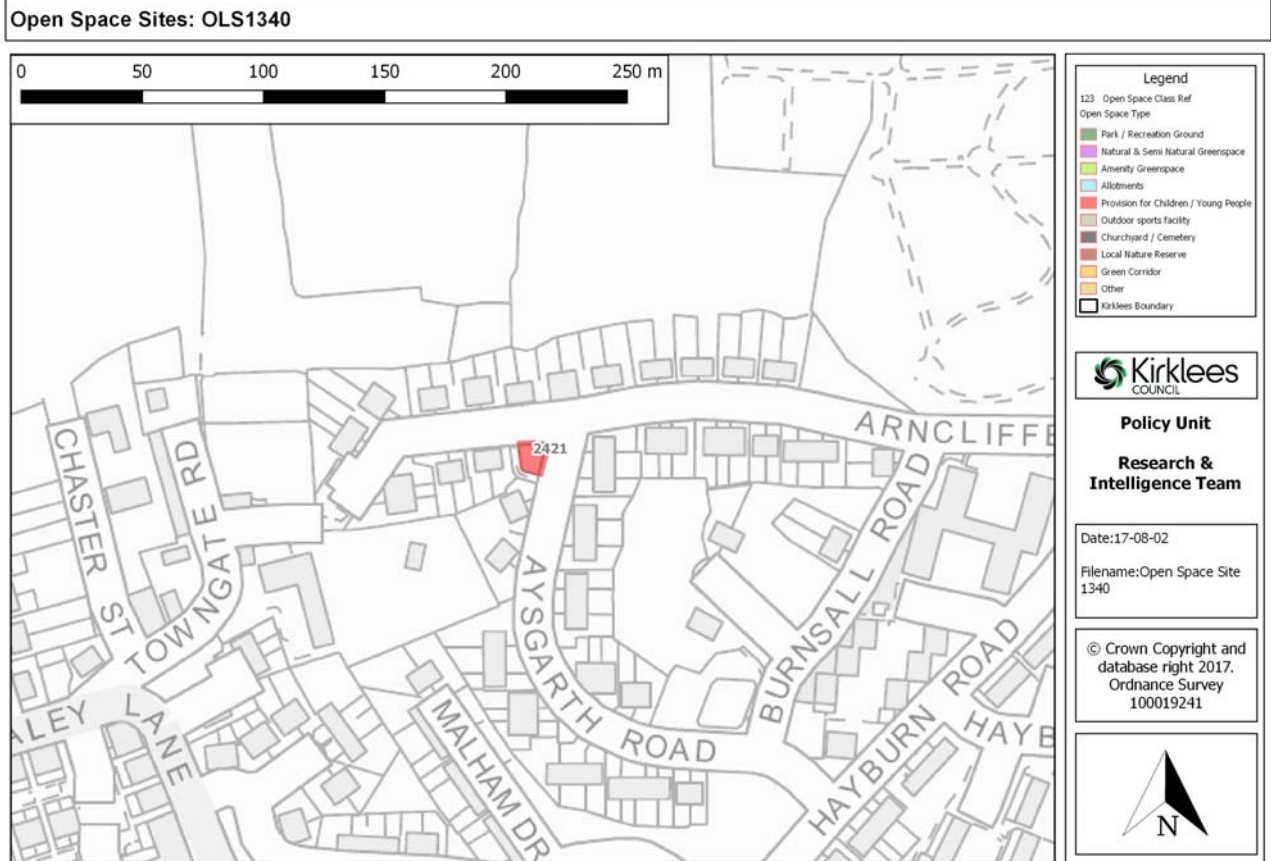 Open Space Sites: OLS1340
0 50 100 150 200 250 m
2421
ARNCLIFFE
CHASTER ST
TOWNGATE RD
ALEY LANE
AYSGARTH ROAD
MALHAM DR
BURNSALL ROAD
HAYBURN ROAD
HAYB
Legend
123 Open Space Class Ref
Open Space Type
Park / Recreation Ground
Natural & Semi Natural Greenspace
Amenity Greenspace
Allotments
Provision for Children / Young People
Outdoor sports facility
Churchyard / Cemetery
Local Nature Reserve
Green Corridor
Other
Kirklees Boundary
Kirklees
COUNCIL
Policy Unit
Research &
Intelligence Team
Date:17-08-02
Filename:Open Space Site
1340
© Crown Copyright and
database right 2017.
Ordnance Survey
100019241
N